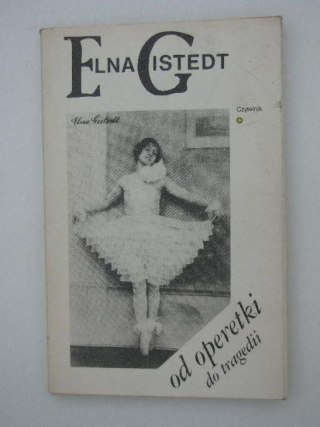 ELNA GISTEDT
Czytelnik
Elna Gistedt
od operetki
do tragedii